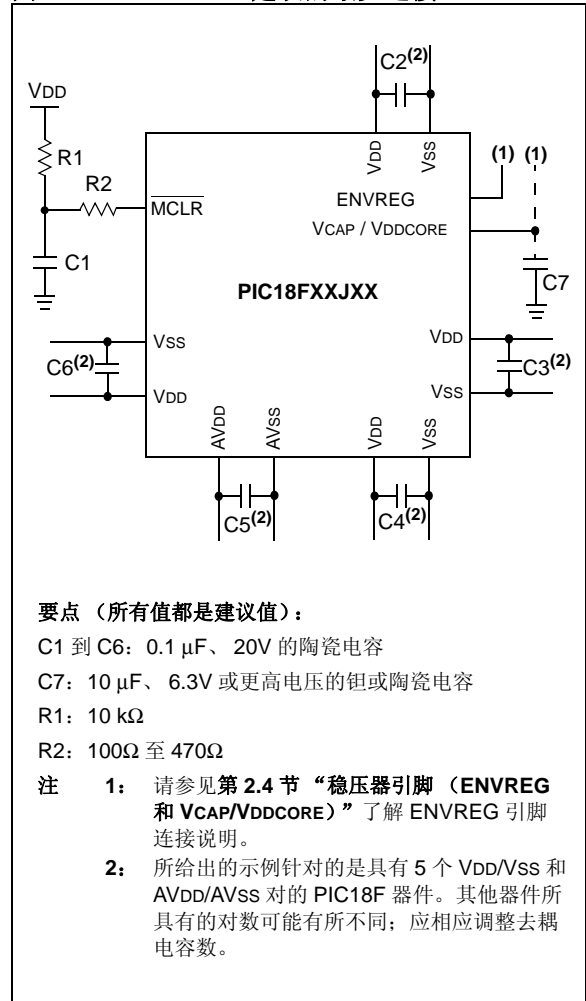 C2(2)
VDD
R1
R2
C1
MCLR
VDD
VSS
(1) (1)
ENVREG
VCAP / VDDCORE
C7
PIC18FXXJXX
VSS
C6(2)
VDD
VDD
C3(2)
VSS
AVDD
AVSS
VDD
VSS
C5(2)
C4(2)
要点 （所有值都是建议值）：
C1 到 C6：0.1 μF、 20V 的陶瓷电容
C7：10 μF、 6.3V 或更高电压的钽或陶瓷电容
R1：10 kΩ
R2：100Ω 至 470Ω
注 1： 请参见第 2.4 节 “稳压器引脚 （ENVREG
和 VCAP/VDDCORE）”了解 ENVREG 引脚
连接说明。
2： 所给出的示例针对的是具有 5 个 VDD/VSS 和
AVDD/AVSS 对的 PIC18F 器件。其他器件所
具有的对数可能有所不同；应相应调整去耦
电容数。